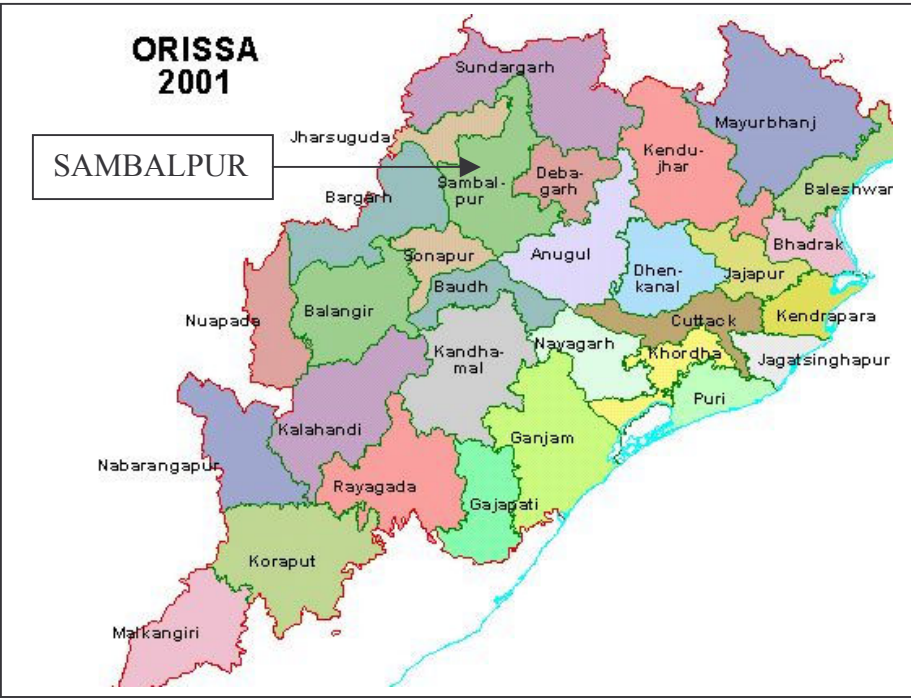 ORISSA
2001
Sundargarh
Mayurbhanj
Jharsuguda
SAMBALPUR
Kendu-
jhar
Deba-
garh
Sambal-
pur
Baleshwar
Bargarh
Bhadrak
Sonapur
Anugul
Dhen-
kanal
Jajapur
Baudh
Balangir
Nuapada
Cuttack
Kendrapara
Nayagarh
Khordha
Jagatsinghapur
Kandha-
mal
Puri
Kalahandi
Ganjam
Nabarangapur
Rayagada
Gajapati
Koraput
Malkangiri